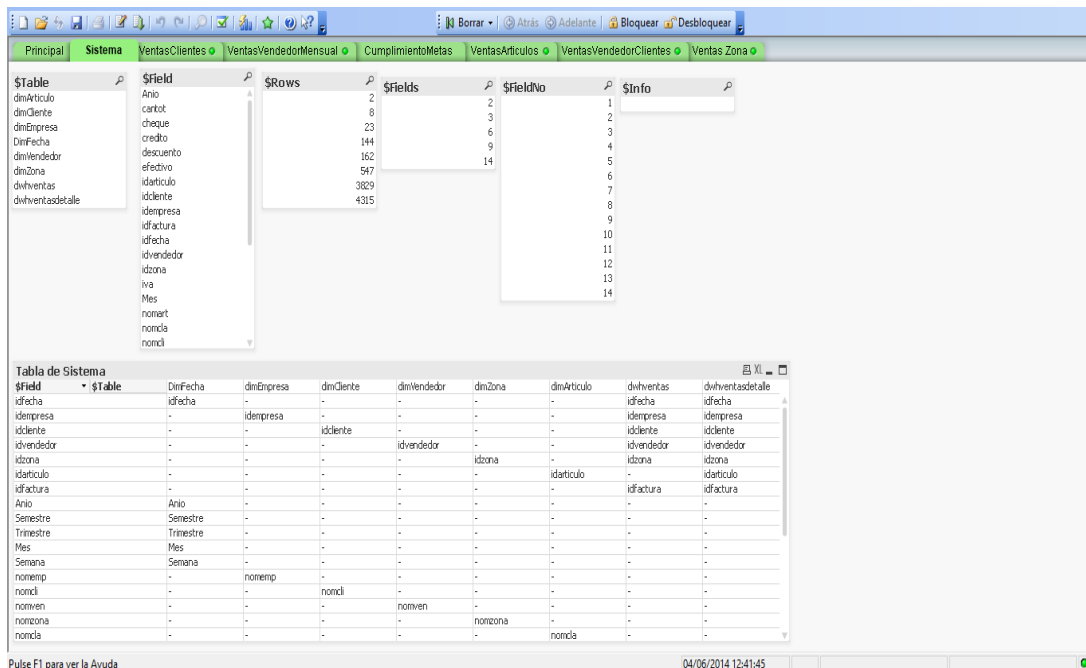 Borrar Atrás Adelante Bloquear Desbloquear
Principal Sistema VentasClientes VentasVendedorMensual CumplimientoMetas VentasArticulos VentasVendedorClientes Ventas Zona
$Table
dimArticulo
dimCliente
dimEmpresa
DimFecha
dimVendedor
dimZona
dwhventas
dwhventasdetalle
$Field
Anio
cantot
cheque
credito
descuento
efectivo
idarticulo
idcliente
idempresa
idfactura
idfecha
idvendedor
idzona
iva
Mes
nomart
nomcla
nomcli
$Rows
2
8
23
144
162
547
3829
4315
$Fields
2
3
6
9
14
$FieldNo
1
2
3
4
5
6
7
8
9
10
11
12
13
14
$Info
Tabla de Sistema XL
$Field $Table DimFecha dimEmpresa dimCliente dimVendedor dimZona dimArticulo dwhventas dwhventasdetalle
idfecha idfecha - - - - - idfecha idfecha
idempresa - idempresa - - - - idempresa idempresa
idcliente - - idcliente - - - idcliente idcliente
idvendedor - - - idvendedor - - idvendedor idvendedor
idzona - - - - idzona - idzona idzona
idarticulo - - - - - idarticulo - idarticulo
idfactura - - - - - - idfactura idfactura
Anio Anio - - - - - - -
Semestre Semestre - - - - - - -
Trimestre Trimestre - - - - - - -
Mes Mes - - - - - - -
Semana Semana - - - - - - -
nomemp - nomemp - - - - - -
nomcli - - nomcli - - - - -
nomven - - - nomven - - - -
nomzona - - - - nomzona - - -
nomcla - - - - - nomcla - -
Pulse F1 para ver la Ayuda 04/06/2014 12:41:45